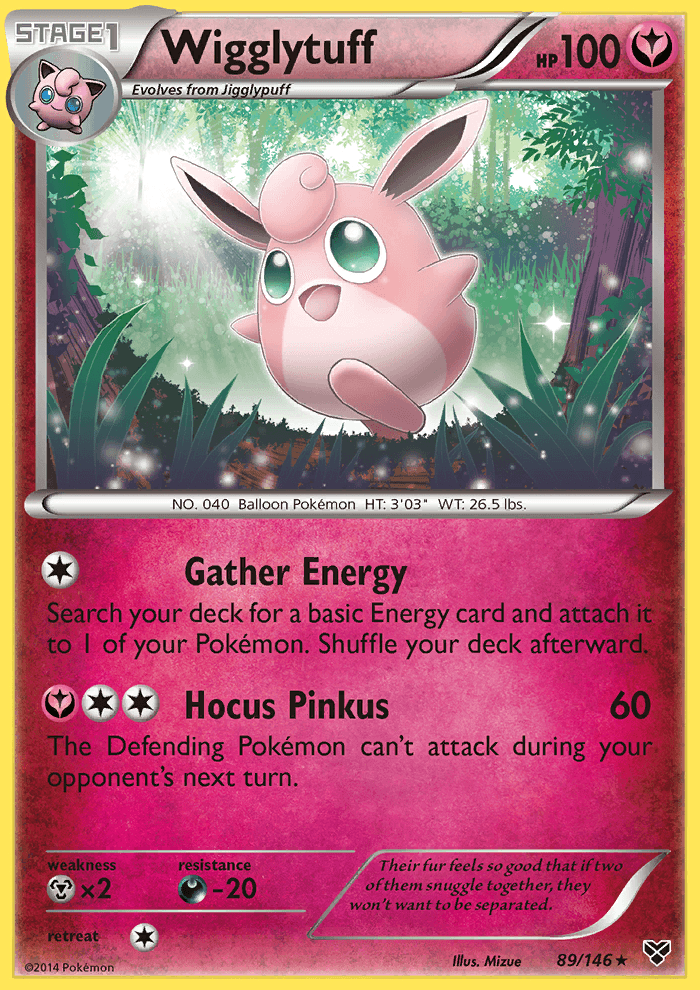 STAGE1
Wigglytuff
HP100
Evolves from Jigglypuff
NO. 040 Balloon Pokémon HT: 3'03" WT: 26.5 lbs.
Gather Energy
Search your deck for a basic Energy card and attach it
to 1 of your Pokémon. Shuffle your deck afterward.
Hocus Pinkus 60
The Defending Pokémon can't attack during your
opponent's next turn.
weakness resistance
×2 -20
retreat
Their fur feels so good that if two
of them snuggle together, they
won't want to be separated.
©2014 Pokémon
Illus. Mizue 89/146★